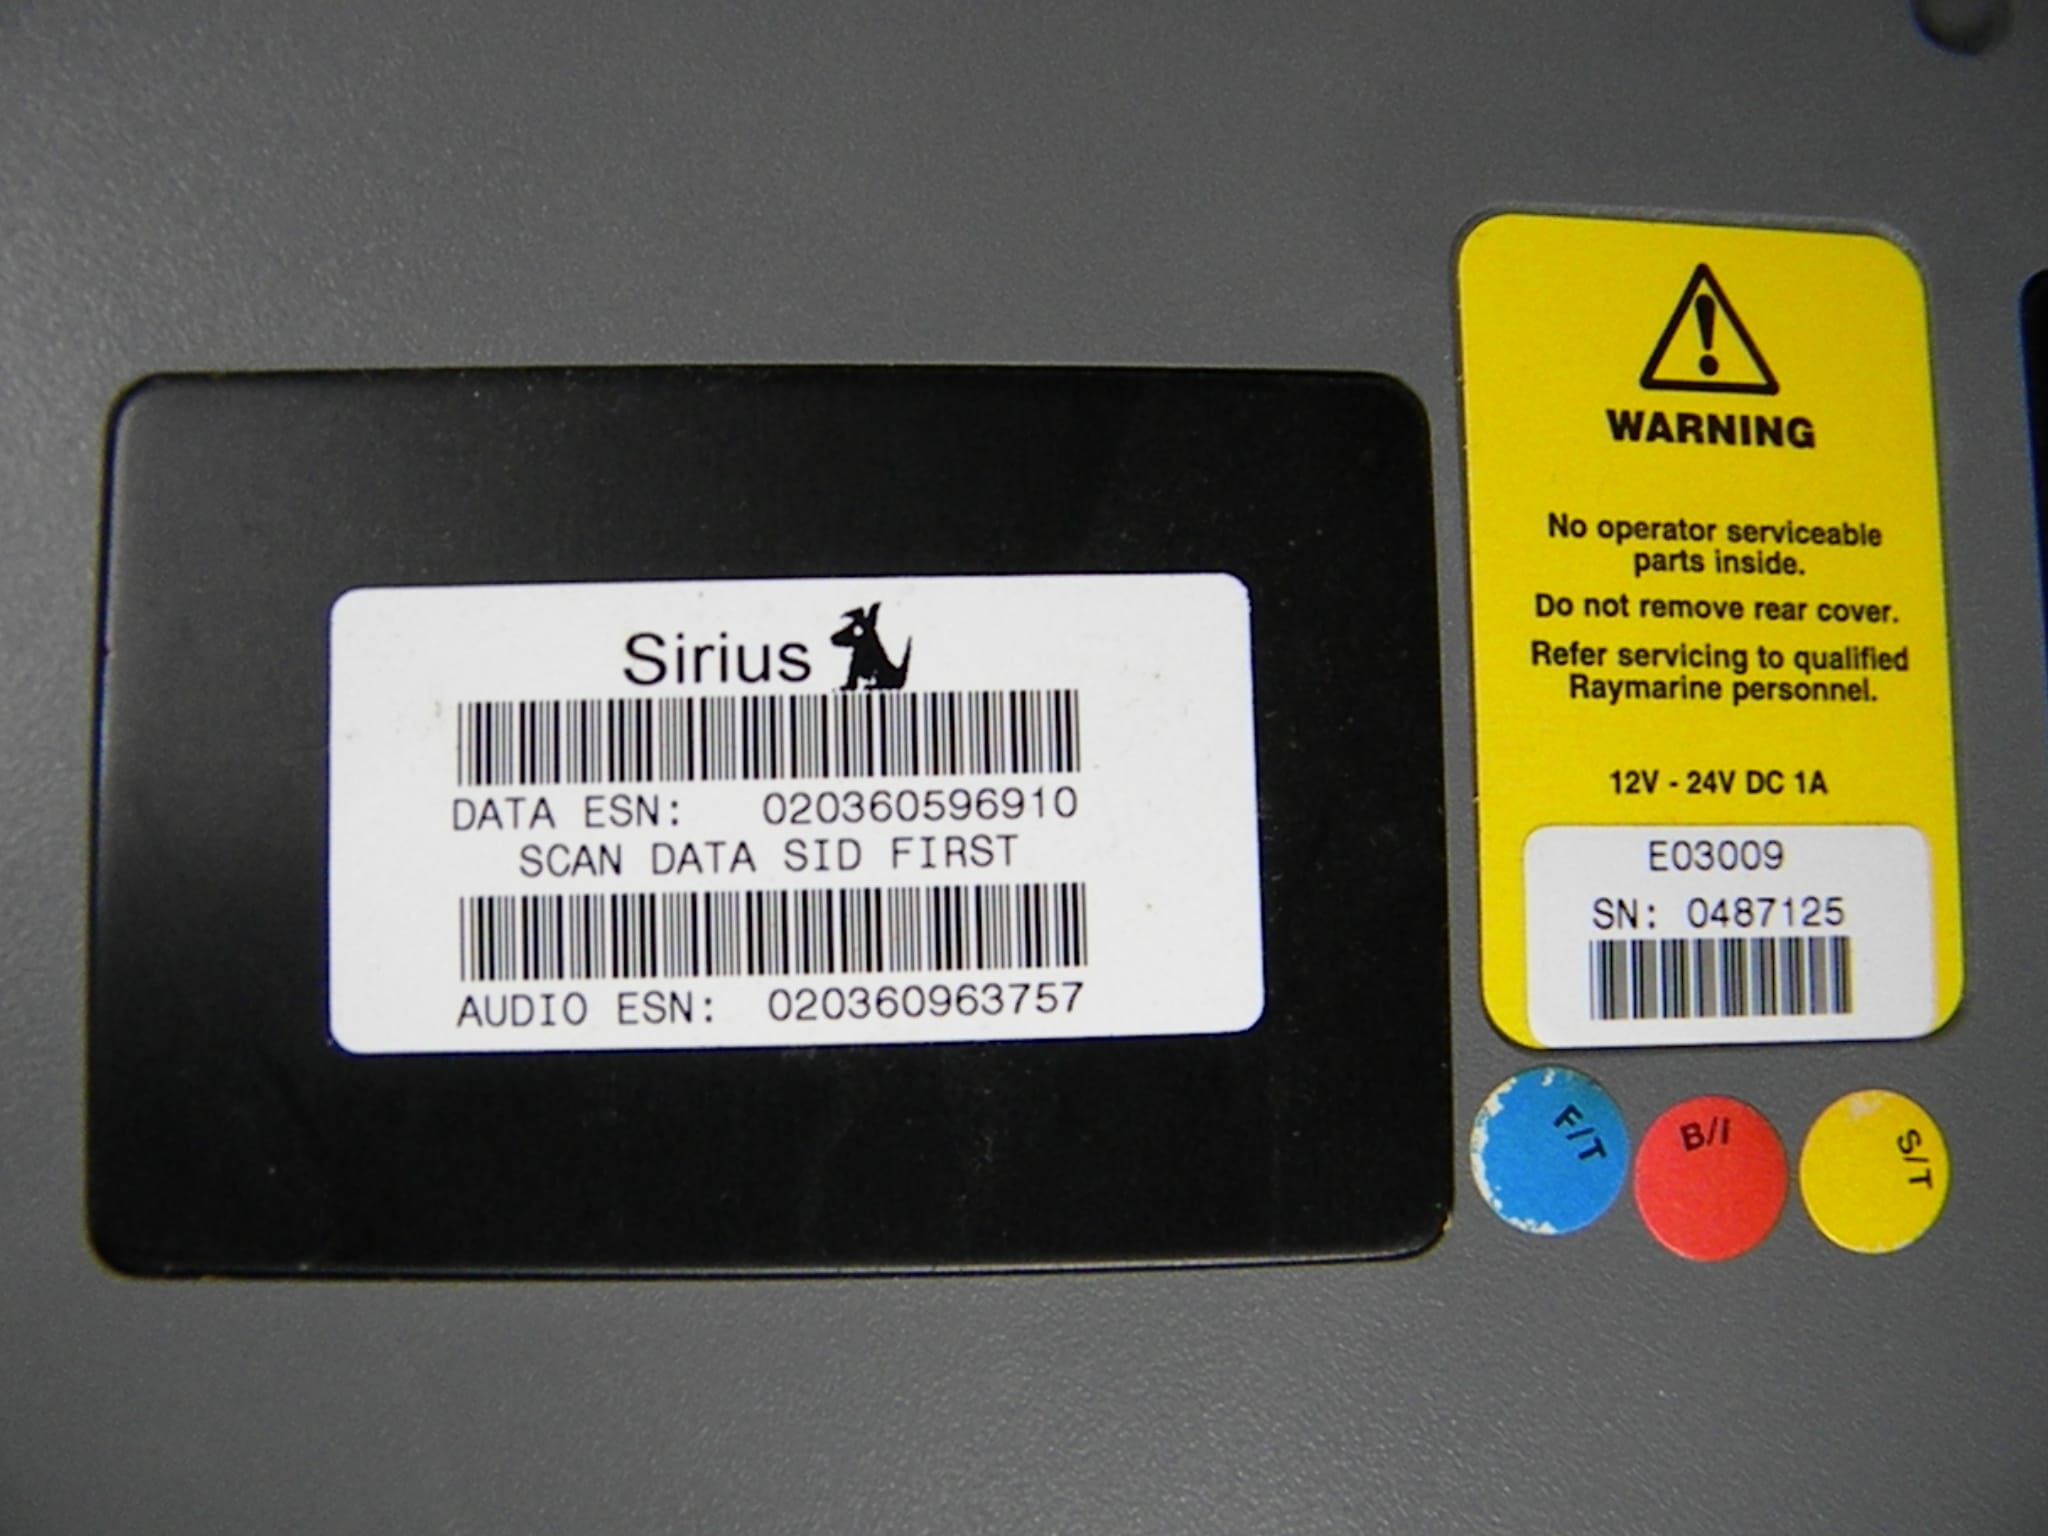 Sirius
DATA ESN: 020360596910
SCAN DATA SID FIRST
AUDIO ESN: 020360963757
WARNING
No operator serviceable
parts inside.
Do not remove rear cover.
Refer servicing to qualified
Raymarine personnel.
12V - 24V DC 1A
E03009
SN: 0487125
F/T
B/I
S/T